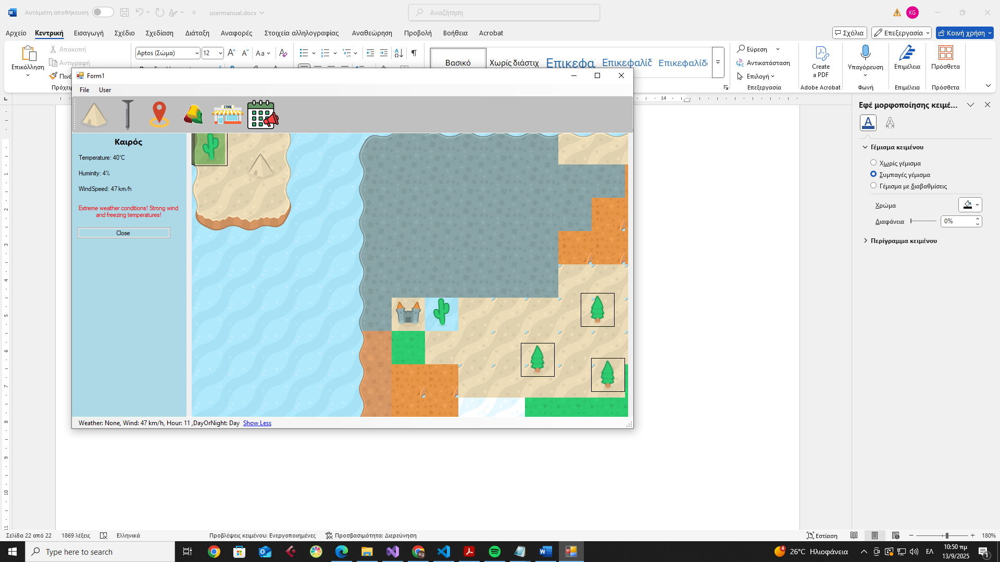 Αυτόματη αποθήκευση
usermanual.docx
Αναζήτηση
KG
Αρχείο Κεντρική Εισαγωγή Σχέδιο Σχεδίαση Διάταξη Αναφορές Στοιχεία αλληλογραφίας Αναθεώρηση Προβολή Βοήθεια Acrobat
Σχόλια Επεξεργασία Κοινή χρήση
Επικόλληση
Αποκοπή
Αντιγραφή
Aptos (Σώμα) 12
Βασικό Χωρίς διάστιχ Επικεφα Επικεφαλίδ Επικεφαλίδ
Εύρεση
Αντικατάσταση
Επιλογή
Επεξεργασία
Create
a PDF
Adobe Acrobat
Υπαγόρευση
Φωνή
Επιμέλεια
Επιμέλεια
Πρόσθετα
Πρόσθετα
14
Form1
File User
STORE
Καιρός
Temperature: 40°C
Huminity: 4%
WindSpeed: 47 km/h
Extreme weather conditions! Strong wind
and freezing temperatures!
Close
Weather: None, Wind: 47 km/h, Hour: 11 ,DayOrNight: Day Show Less
Εφέ μορφοποίησης κειμέ...
Γέμισμα κειμένου
Χωρίς γέμισμα
Συμπαγές γέμισμα
Γέμισμα με διαβαθμίσεις
Χρώμα
Διαφάνεια 0%
Περίγραμμα κειμένου
Σελίδα 22 από 22 1869 λέξεις Ελληνικά Προβλέψεις κειμένου: Ενεργοποιημένες Προσβασιμότητα: Διερεύνηση Εστίαση 180%
Type here to search
26°C Ηλιοφάνεια
ΕΛ
10:50 πμ
13/9/2025